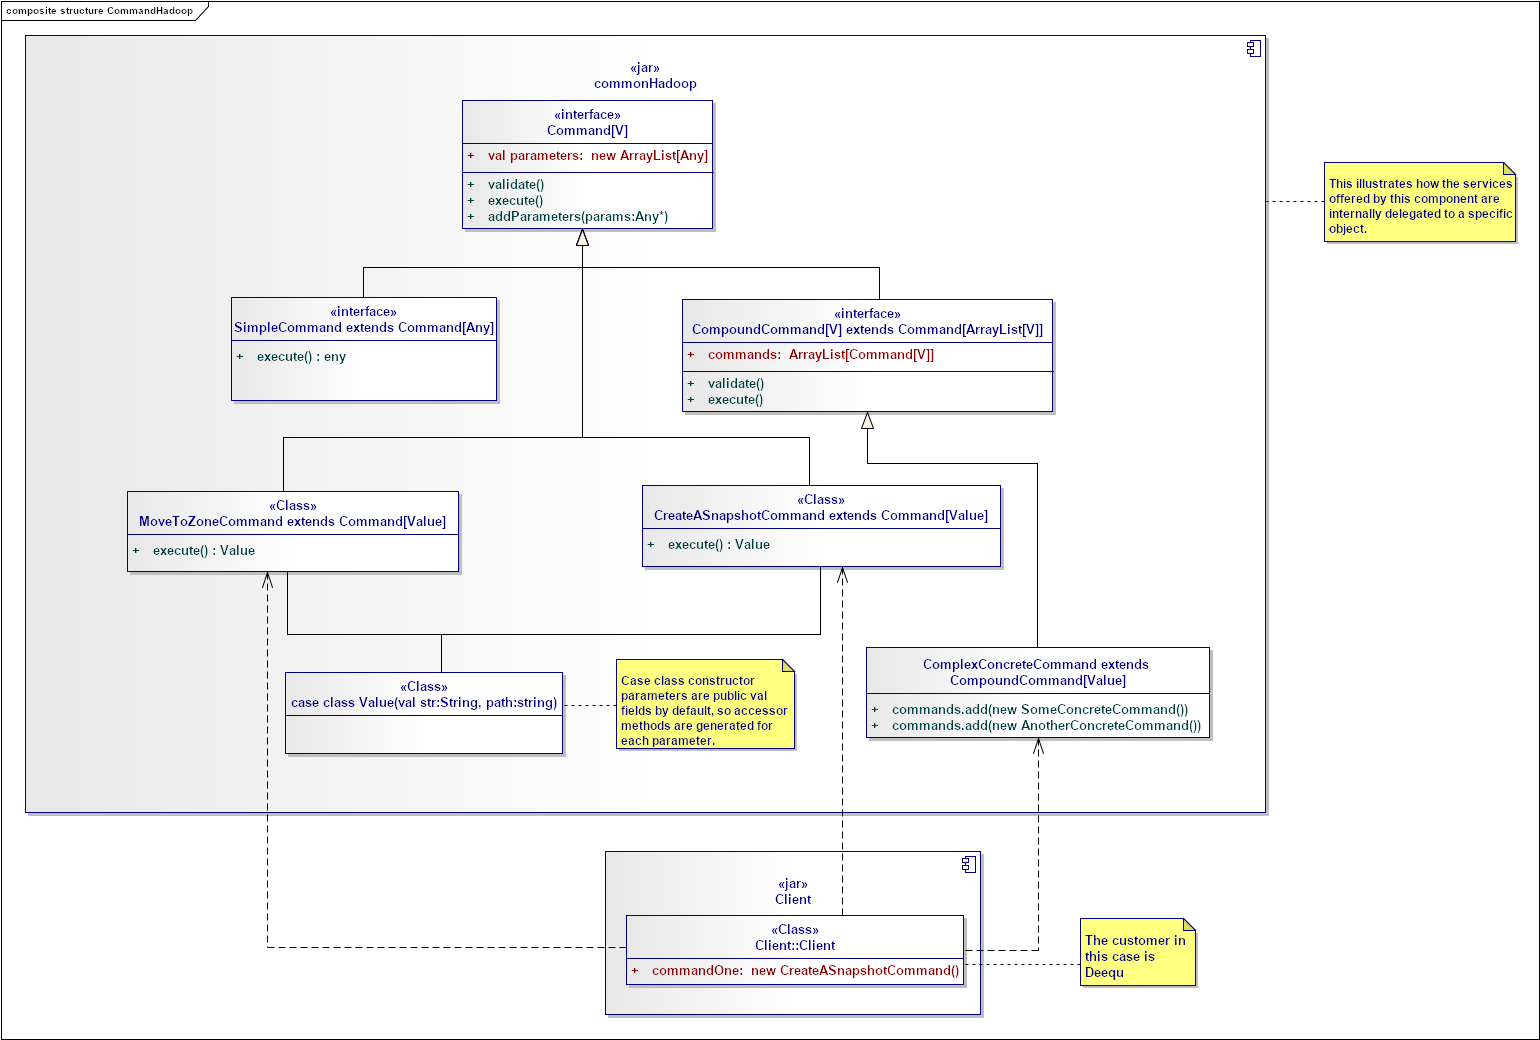 composite structure CommandHadoop
«jar»
commonHadoop
«interface»
Command[V]
+ val parameters: new ArrayList[Any]
+ validate()
+ execute()
+ addParameters(params:Any*)
This illustrates how the services
offered by this component are
internally delegated to a specific
object.
«interface»
SimpleCommand extends Command[Any]
+ execute() : eny
«interface»
CompoundCommand[V] extends Command[ArrayList[V]]
+ commands: ArrayList[Command[V]]
+ validate()
+ execute()
«Class»
MoveToZoneCommand extends Command[Value]
+ execute() : Value
«Class»
CreateASnapshotCommand extends Command[Value]
+ execute() : Value
«Class»
case class Value(val str:String, path:string)
Case class constructor
parameters are public val
fields by default, so accessor
methods are generated for
each parameter.
ComplexConcreteCommand extends
CompoundCommand[Value]
+ commands.add(new SomeConcreteCommand())
+ commands.add(new AnotherConcreteCommand())
«jar»
Client
«Class»
Client::Client
+ commandOne: new CreateASnapshotCommand()
The customer in
this case is
Deequ